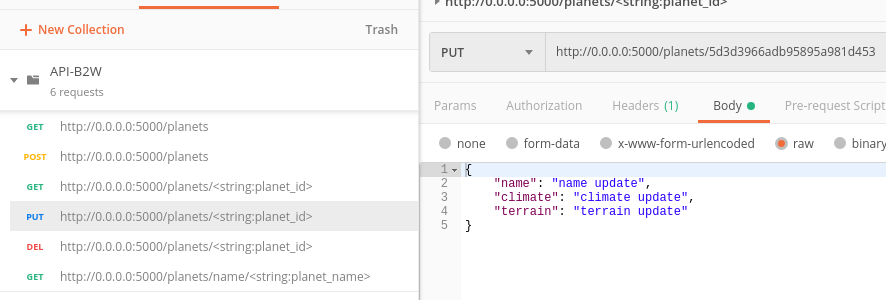 http://0.0.0.0:5000/planets/<string:planet_id>
+ New Collection
Trash
API-B2W
6 requests
GET http://0.0.0.0:5000/planets
POST http://0.0.0.0:5000/planets
GET http://0.0.0.0:5000/planets/<string:planet_id>
PUT http://0.0.0.0:5000/planets/<string:planet_id>
DEL http://0.0.0.0:5000/planets/<string:planet_id>
GET http://0.0.0.0:5000/planets/name/<string:planet_name>
PUT http://0.0.0.0:5000/planets/5d3d3966adb95895a981d453
Params Authorization Headers (1) Body Pre-request Script
none form-data x-www-form-urlencoded raw binary
1 {
2 "name": "name update",
3 "climate": "climate update",
4 "terrain": "terrain update"
5 }